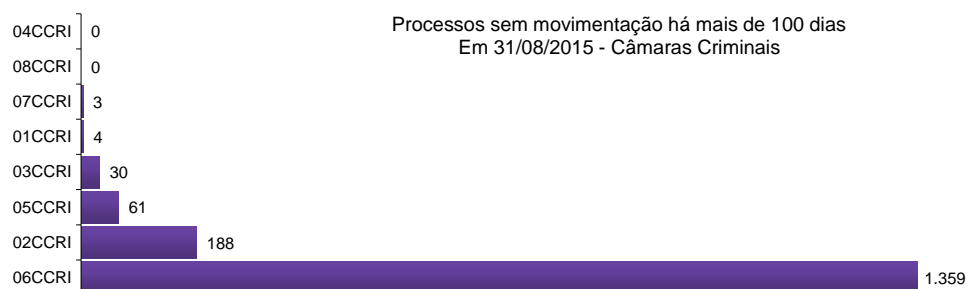 Processos sem movimentação há mais de 100 dias
Em 31/08/2015 - Câmaras Criminais
04CCRI 0
08CCRI 0
07CCRI 3
01CCRI 4
03CCRI 30
05CCRI 61
02CCRI 188
06CCRI 1.359